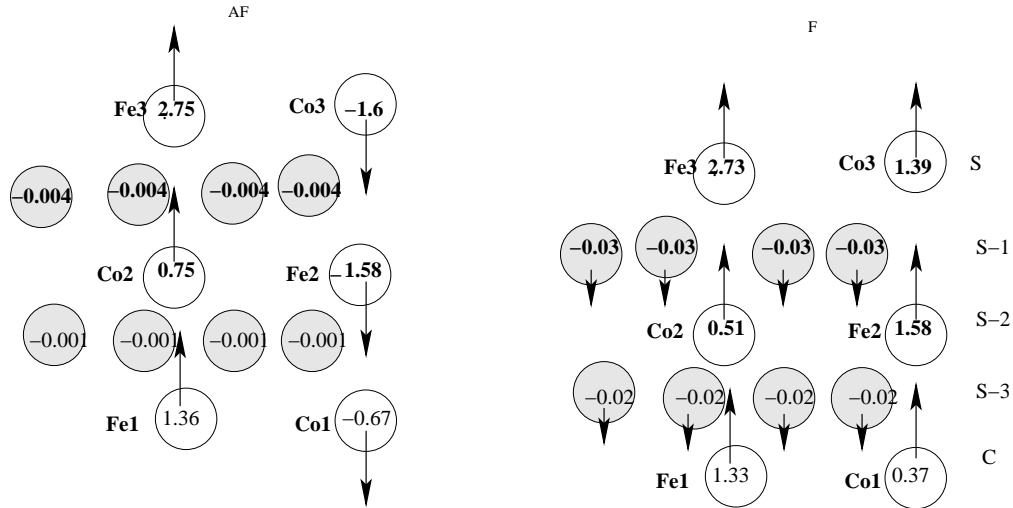 AF
F
Fe3 2.75
Co3 −1.6
−0.004 −0.004 −0.004 −0.004
Co2 0.75
Fe2 −1.58
−0.001 −0.001 −0.001 −0.001
Fe1 1.36
Co1 −0.67
Fe3 2.73
Co3 1.39
S
−0.03 −0.03 −0.03 −0.03
S−1
Co2 0.51
Fe2 1.58
S−2
−0.02 −0.02 −0.02 −0.02
S−3
Fe1 1.33
Co1 0.37
C